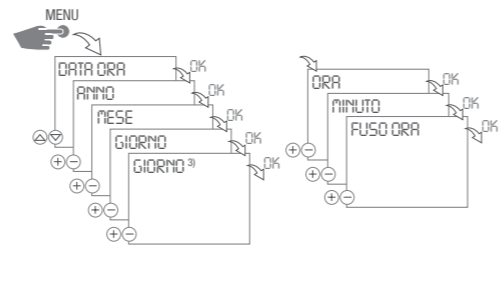 MENU
DATA ORA
OK
ANNO
OK
MESE
OK
GIORNO
OK
GIORNO 3)
OK
ORA
OK
MINUTO
OK
FUSO ORA
OK